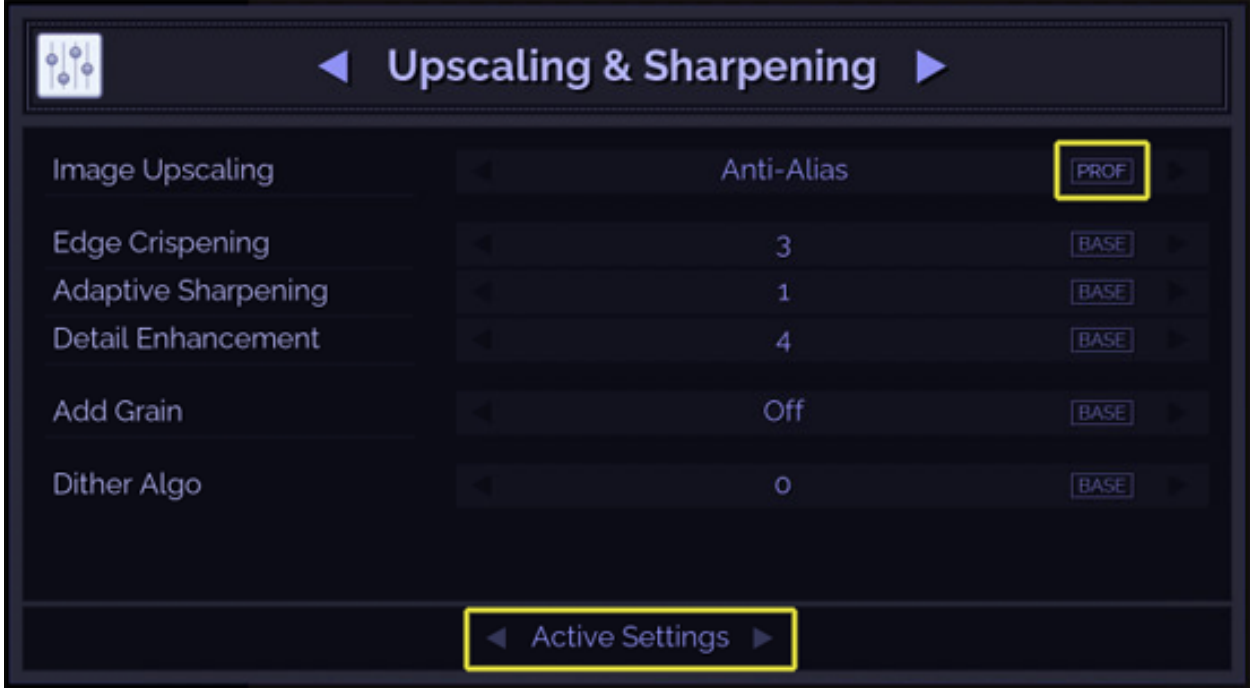 Upscaling & Sharpening
Image Upscaling Anti-Alias PROF
Edge Crispening 3 BASE
Adaptive Sharpening 1 BASE
Detail Enhancement 4 BASE
Add Grain Off BASE
Dither Algo 0 BASE
Active Settings